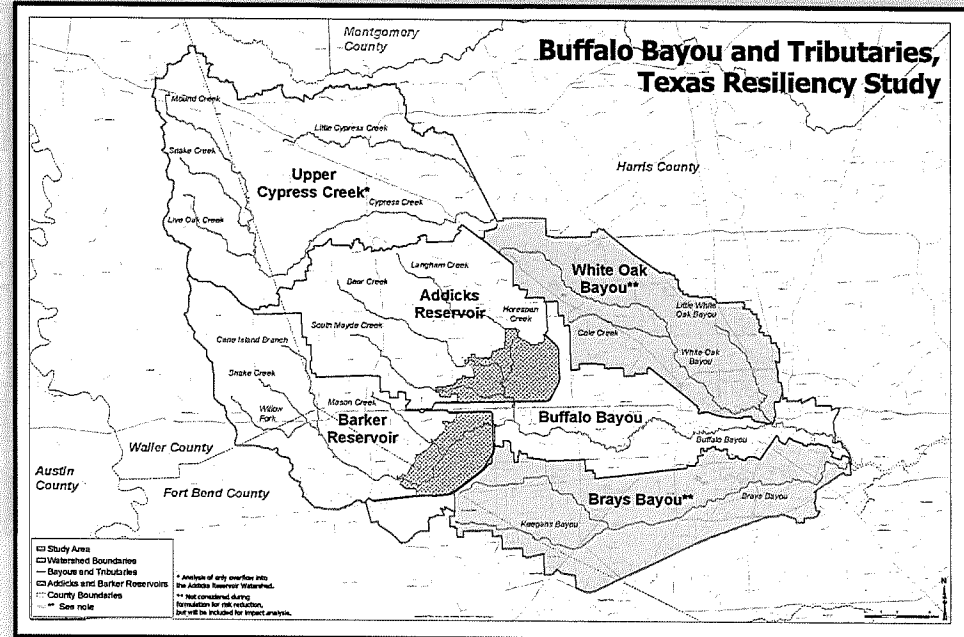 Buffalo Bayou and Tributaries,
Texas Resiliency Study
Montgomery
County
Mound Creek
Little Cypress Creek
Snake Creek
Harris County
Upper
Cypress Creek*
Cypress Creek
Live Oak Creek
White Oak
Bayou**
Langham Creek
Bear Creek
Addicks
Reservoir
Horespen
Creek
Little White
Oak Bayou
South Mayde Creek
Cole Creek
Cane Island Branch
White Oak
Bayou
Snake Creek
Mason Creek
Willow
Fork
Barker
Reservoir
Buffalo Bayou
Buffalo Bayou
Waller County
Austin
County
Fort Bend County
Brays Bayou**
Brays Bayou
Keegans Bayou
Study Area
Watershed Boundaries
Bayous and Tributaries
Addicks and Barker Reservoirs
County Boundaries
** See note
* Analysis of only overflow into
the Addicks Reservoir Watershed.
** Not considered during
formulation for risk reduction,
but will be included for impact analysis.
N